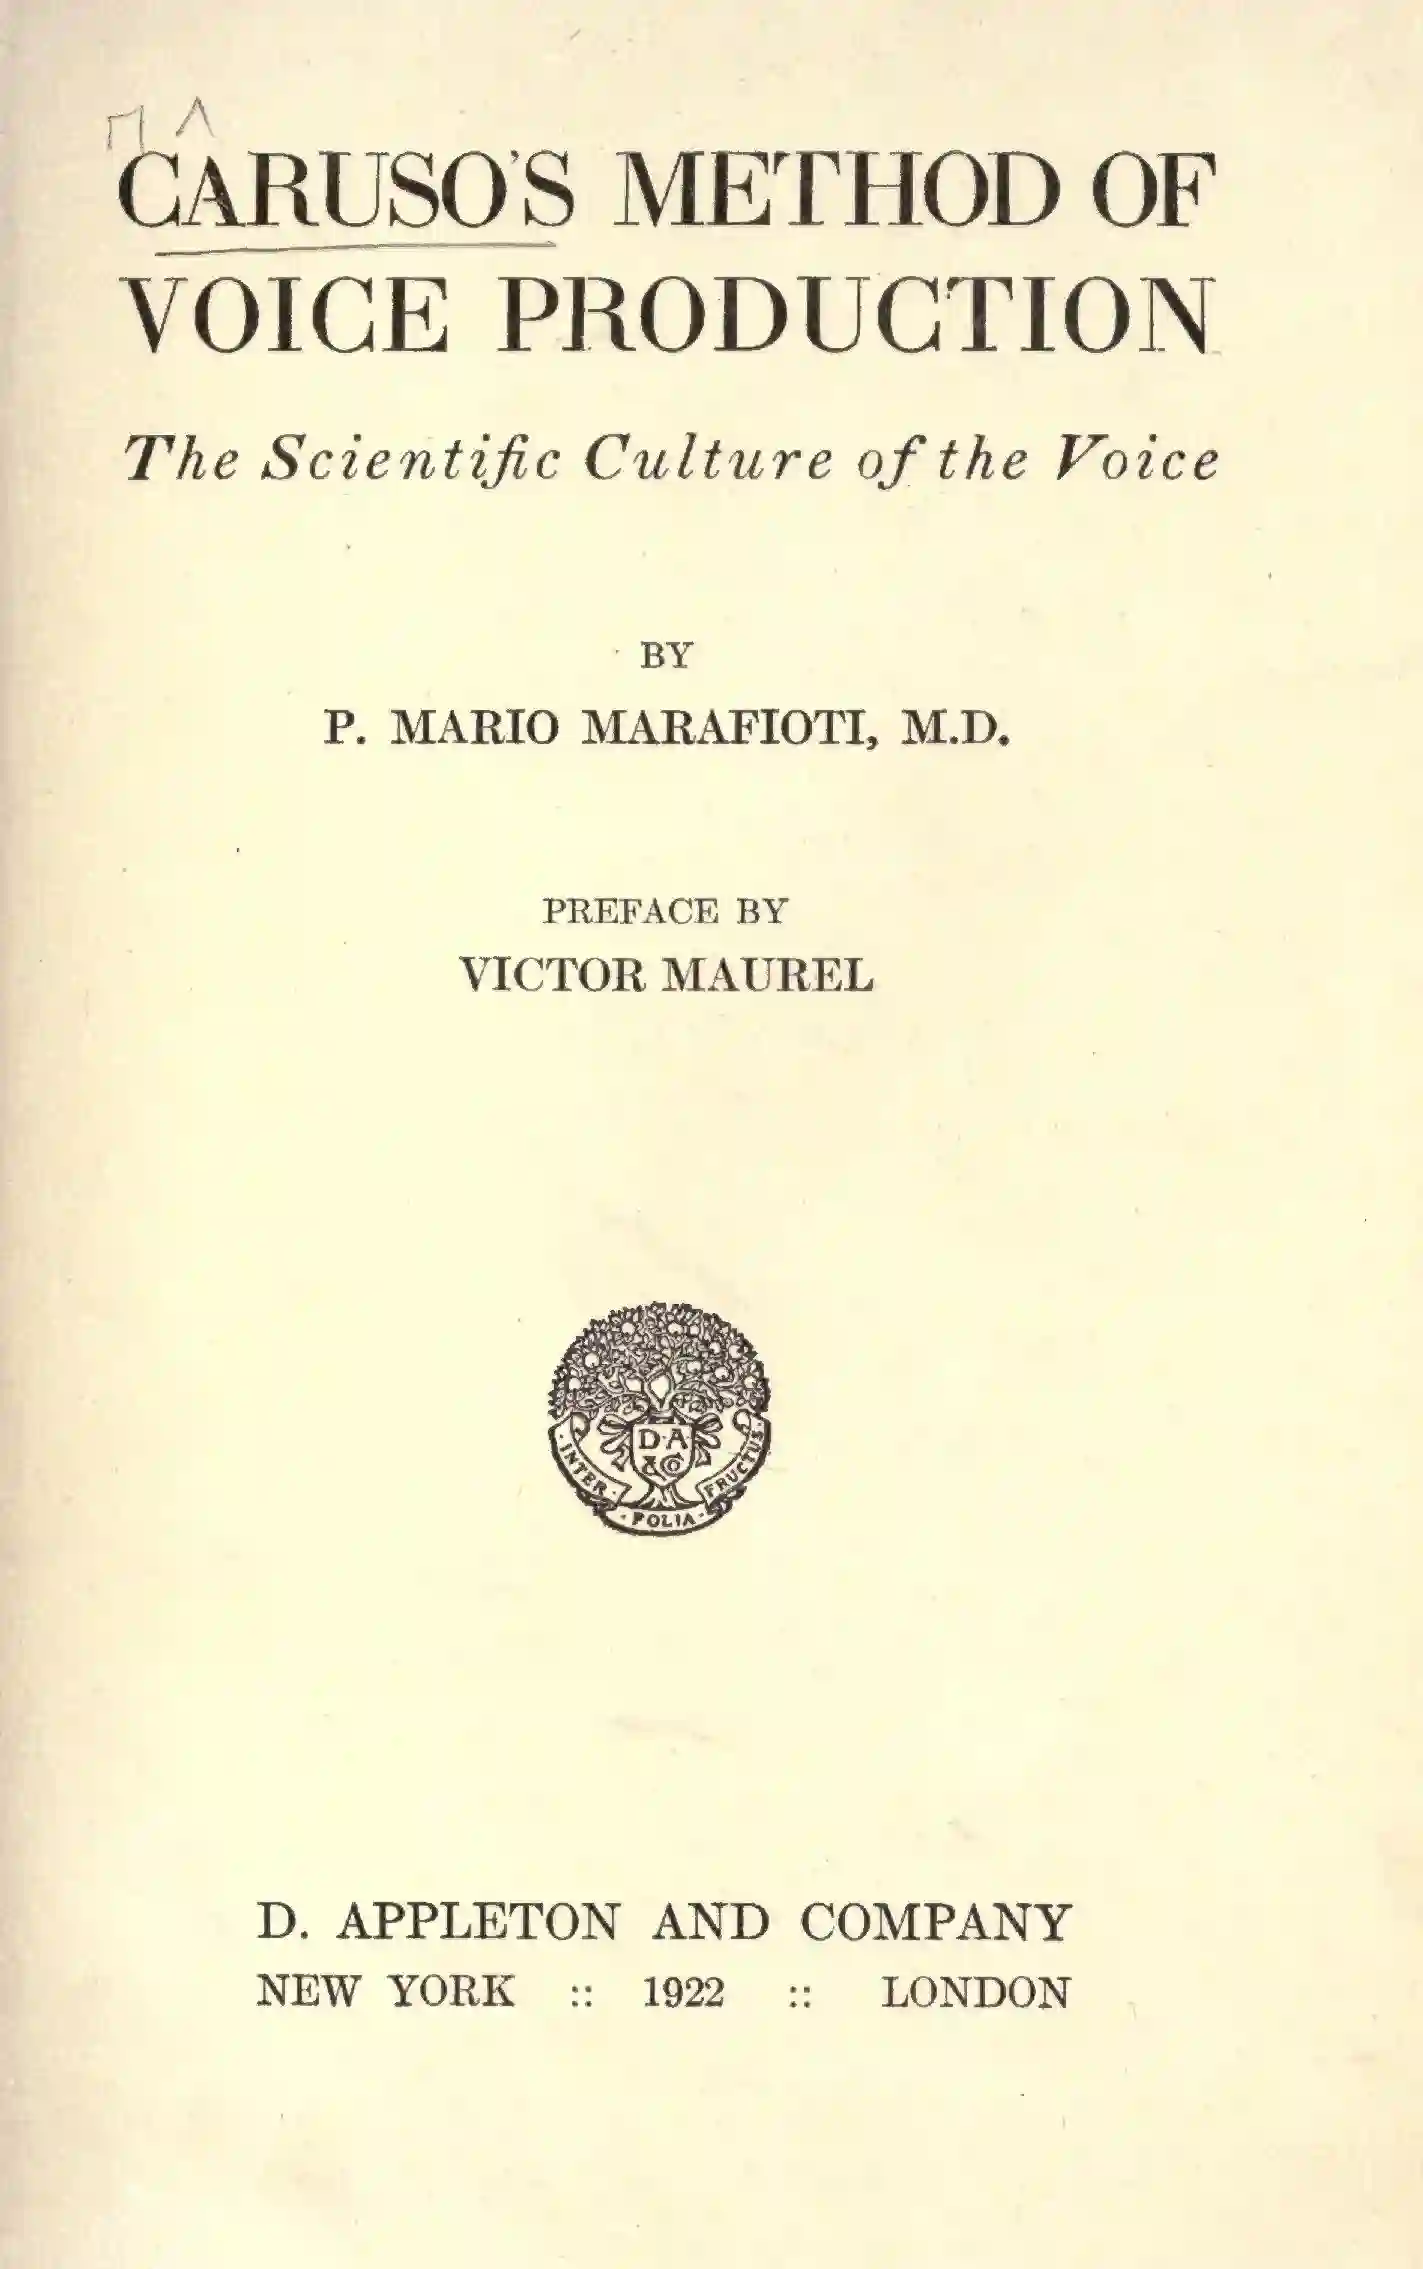 CARUSO'S METHOD OF
VOICE PRODUCTION
The Scientific Culture of the Voice
BY
P. MARIO MARAFIOTI, M.D.
PREFACE BY
VICTOR MAUREL
D·A
& Co
·INTER·
·FOLIA·
FRUCTUS·
D. APPLETON AND COMPANY
NEW YORK :: 1922 :: LONDON